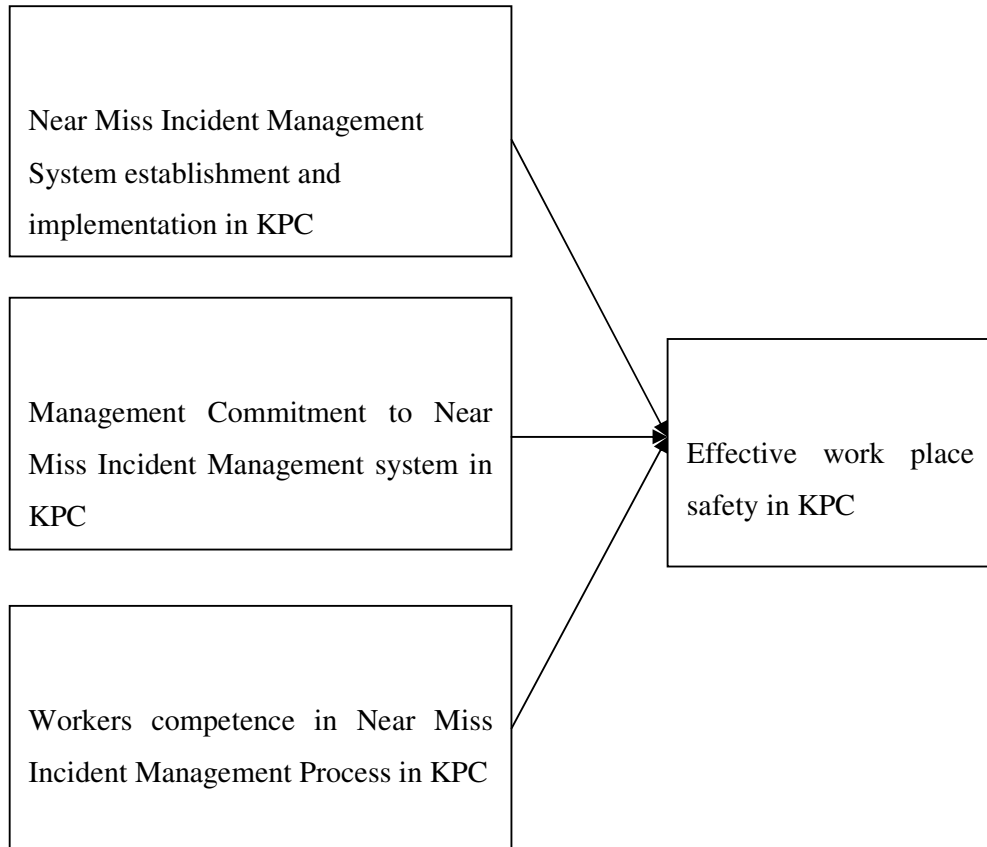 Near Miss Incident Management
System establishment and
implementation in KPC
Management Commitment to Near
Miss Incident Management system in
KPC
Workers competence in Near Miss
Incident Management Process in KPC
Effective work place
safety in KPC